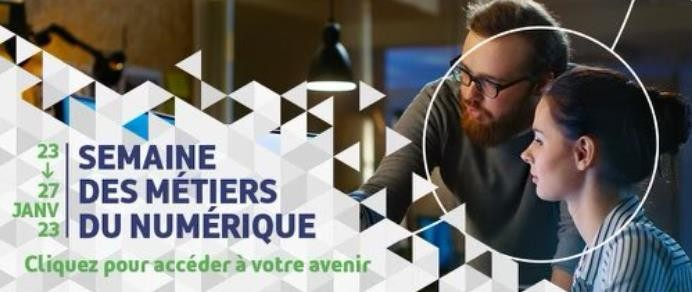 23
↓
27
JANV
23
SEMAINE
DES MÉTIERS
DU NUMÉRIQUE
Cliquez pour accéder à votre avenir